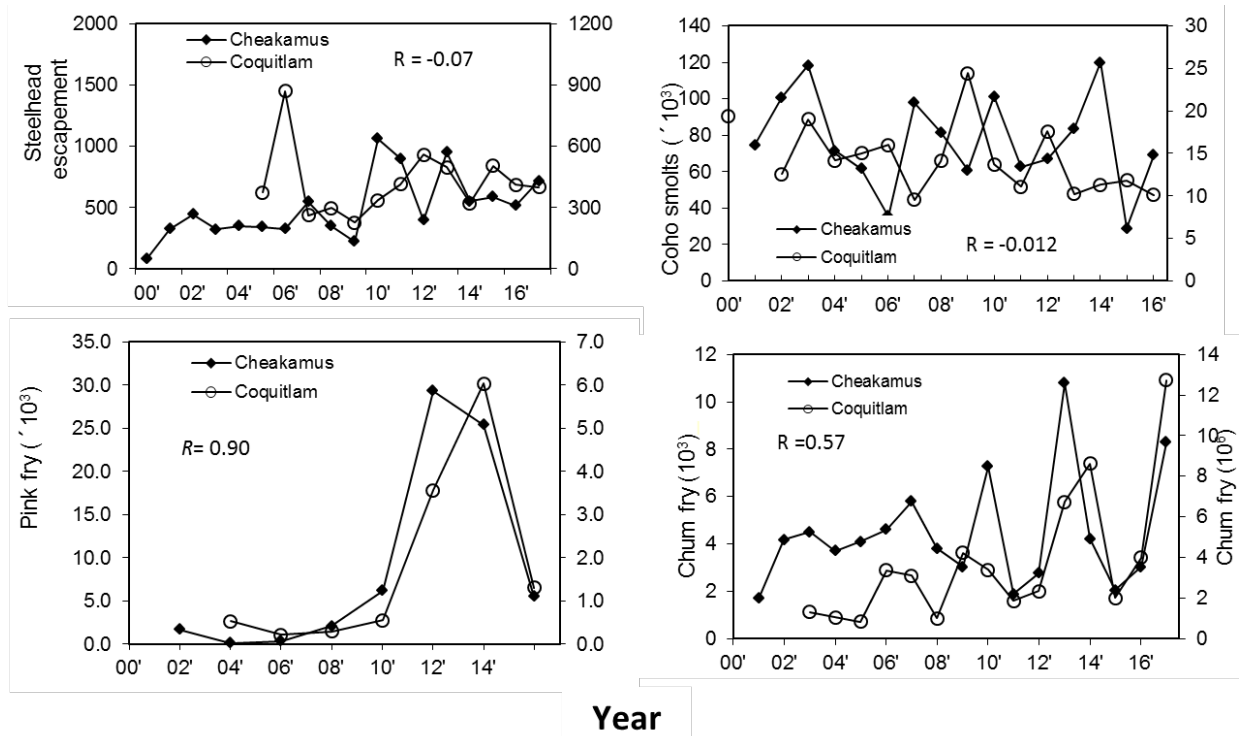 Steelhead
escapement
2000
1500
1000
500
0
1200
900
600
300
0
Cheakamus
Coquitlam
R = -0.07
00' 02' 04' 06' 08' 10' 12' 14' 16'
Coho smolts (´ 10³)
140
120
100
80
60
40
20
0
30
25
20
15
10
5
0
Cheakamus
Coquitlam
R = -0.012
00' 02' 04' 06' 08' 10' 12' 14' 16'
Pink fry ( ´ 10³)
35.0
30.0
25.0
20.0
15.0
10.0
5.0
0.0
7.0
6.0
5.0
4.0
3.0
2.0
1.0
0.0
Cheakamus
Coquitlam
R= 0.90
00' 02' 04' 06' 08' 10' 12' 14'
Chum fry (10³)
12
10
8
6
4
2
0
14
12
10
8
6
4
2
0
Chum fry (10⁶)
Cheakamus
Coquitlam
R =0.57
00' 02' 04' 06' 08' 10' 12' 14' 16'
Year